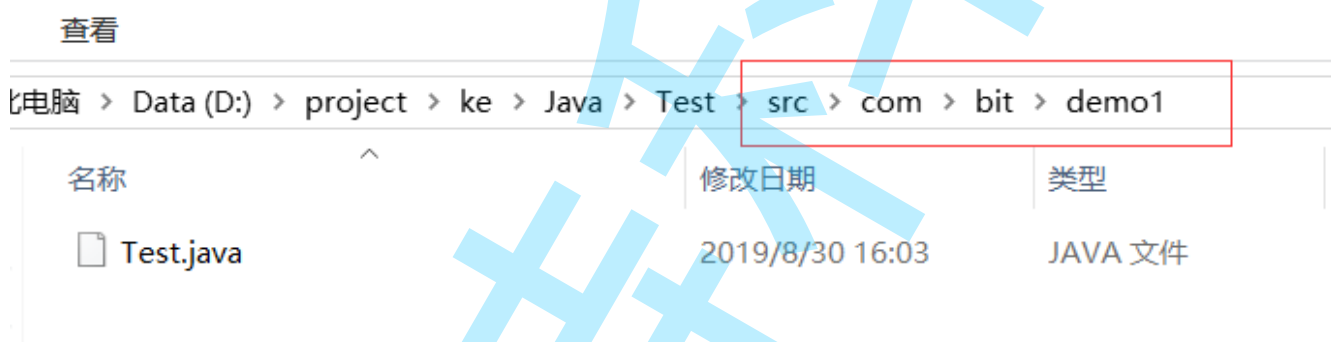 查看
电脑 > Data (D:) > project > ke > Java > Test > src > com > bit > demo1
名称 修改日期 类型
Test.java 2019/8/30 16:03 JAVA 文件